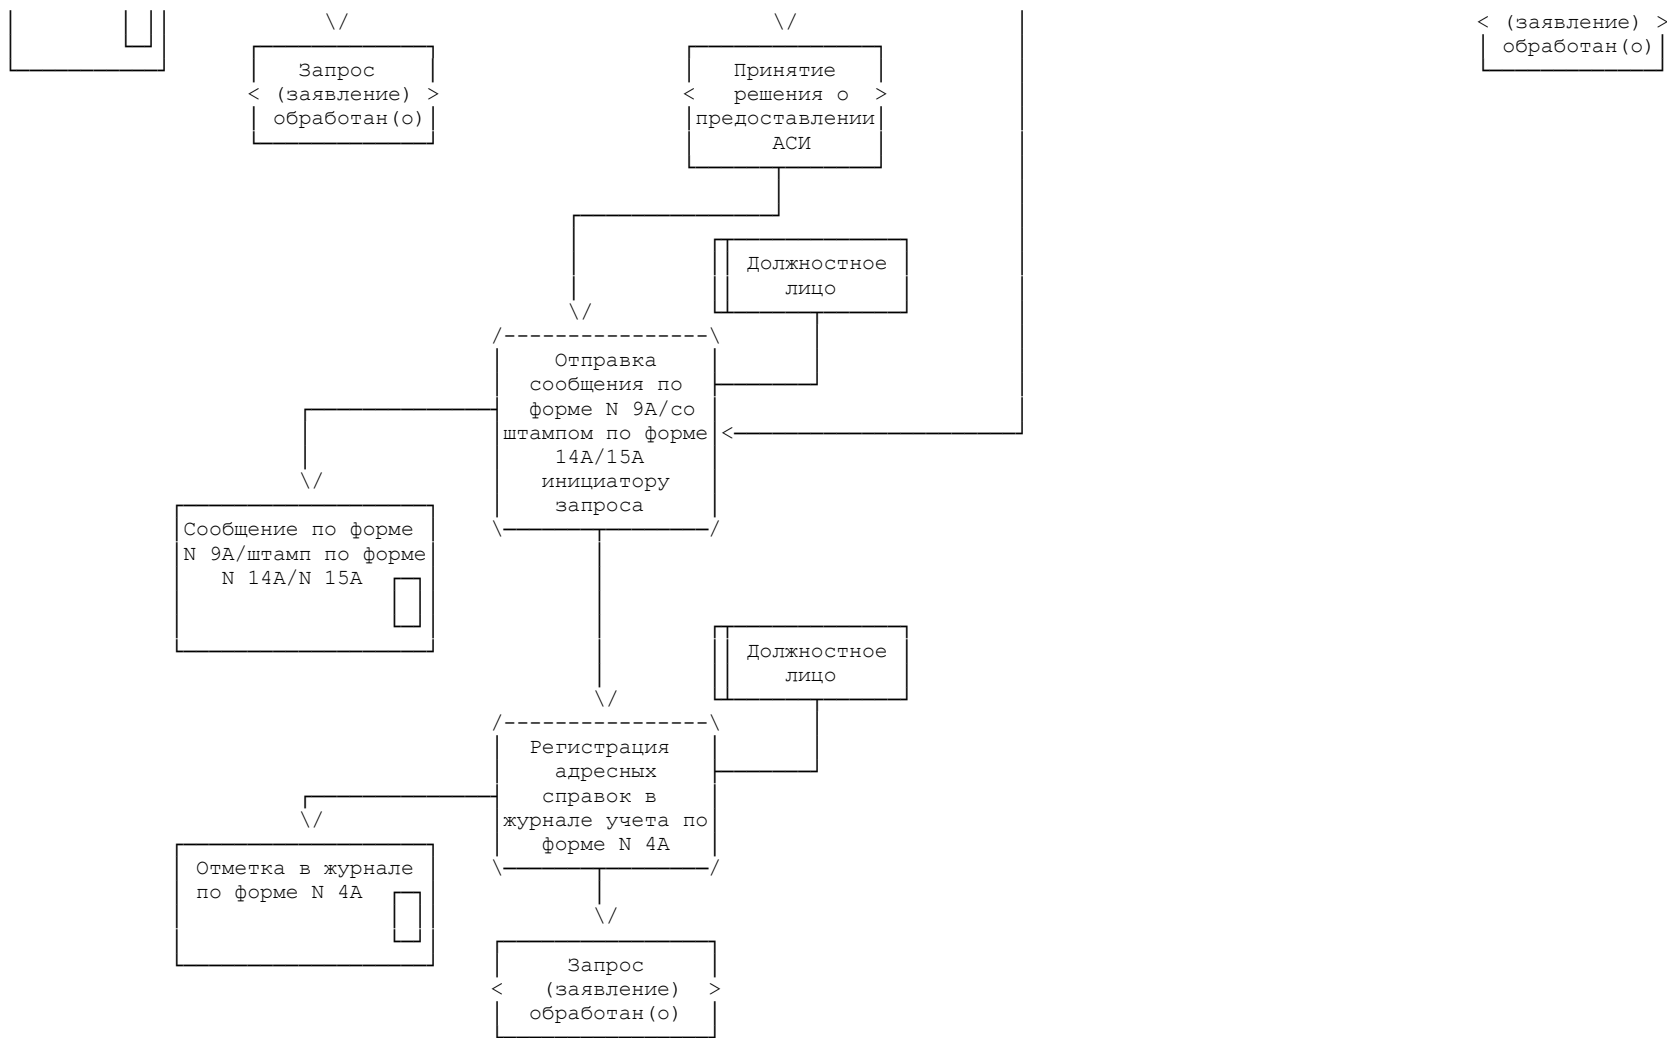 Запрос
(заявление)
обработан(о)
Принятие
решения о
предоставлении
АСИ
(заявление)
обработан(о)
Должностное
лицо
Отправка
сообщения по
форме N 9А/со
штампом по форме
14А/15А
инициатору
запроса
Сообщение по форме
N 9А/штамп по форме
N 14А/N 15А
Должностное
лицо
Регистрация
адресных
справок в
журнале учета по
форме N 4А
Отметка в журнале
по форме N 4А
Запрос
(заявление)
обработан(о)